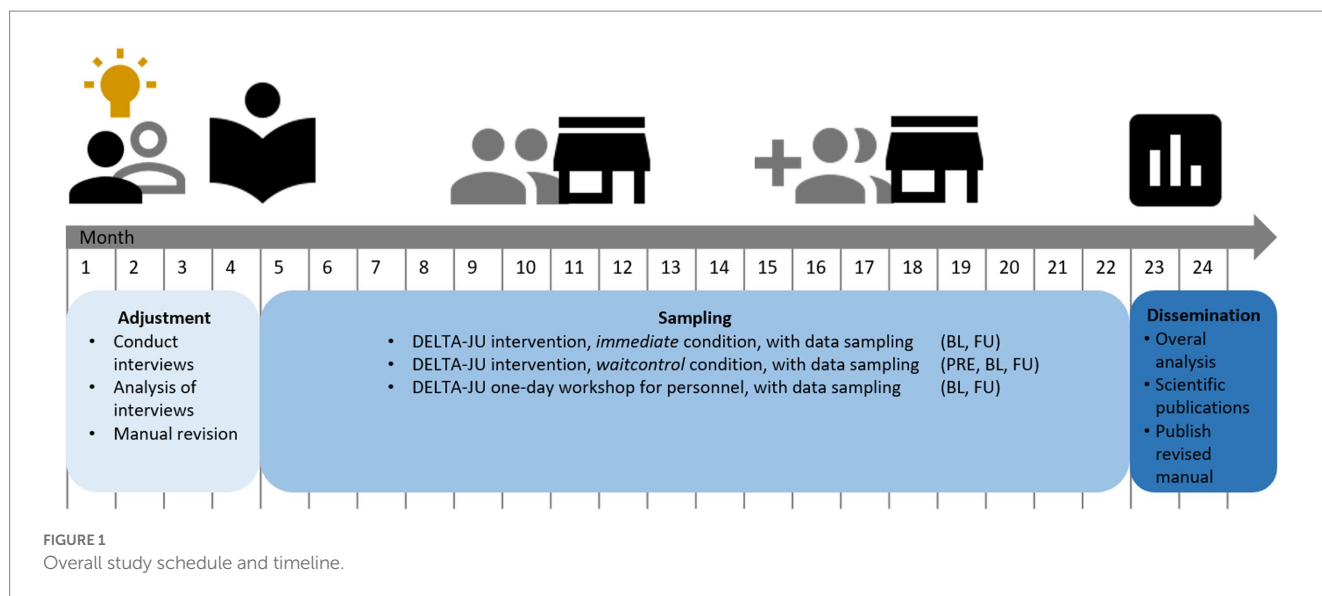 Month
1 2 3 4 5 6 7 8 9 10 11 12 13 14 15 16 17 18 19 20 21 22 23 24
Adjustment
• Conduct
interviews
• Analysis of
interviews
• Manual revision
Sampling
• DELTA-JU intervention, immediate condition, with data sampling (BL, FU)
• DELTA-JU intervention, waitcontrol condition, with data sampling (PRE, BL, FU)
• DELTA-JU one-day workshop for personnel, with data sampling (BL, FU)
Dissemination
• Overal
analysis
• Scientific
publications
• Publish
revised
manual
FIGURE 1
Overall study schedule and timeline.